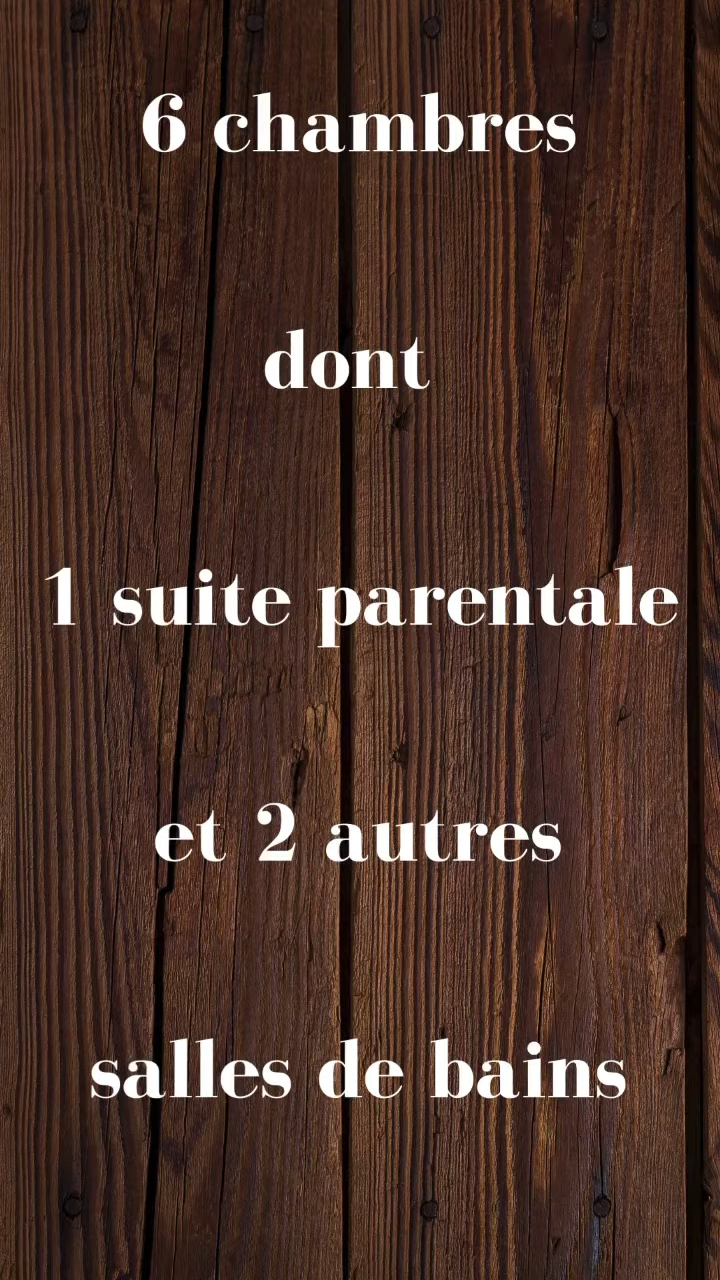 6 chambres
dont
1 suite parentale
et 2 autres
salles de bains